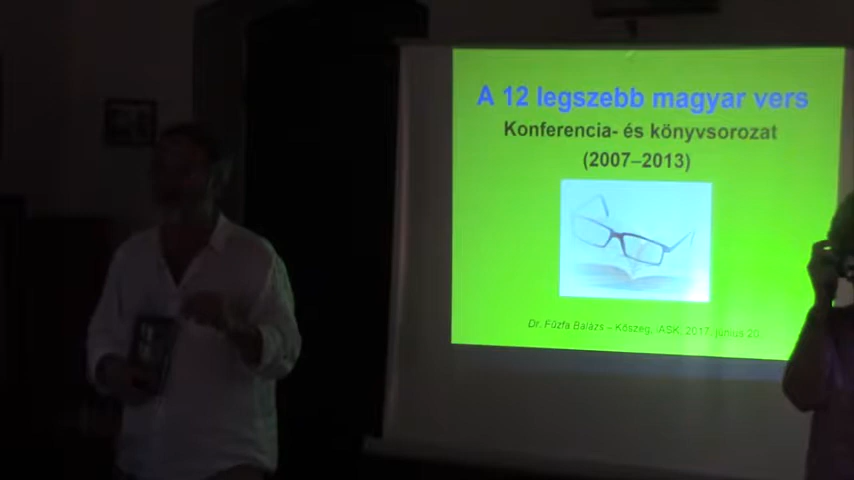 A 12 legszebb magyar vers
Konferencia- és könyvsorozat
(2007–2013)
Dr. Fűzfa Balázs – Kőszeg, iASK, 2017. június 20.